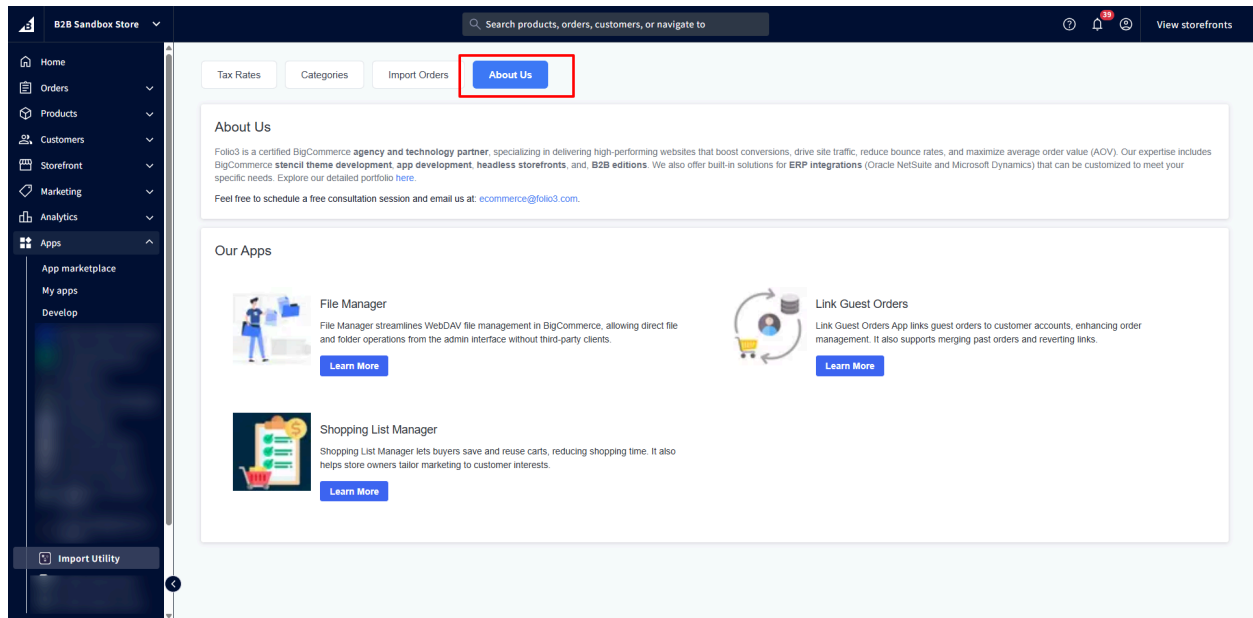 B2B Sandbox Store
Search products, orders, customers, or navigate to
39
View storefronts
Home
Orders
Products
Customers
Storefront
Marketing
Analytics
Apps
App marketplace
My apps
Develop
Import Utility
Tax Rates
Categories
Import Orders
About Us
About Us
Folio3 is a certified BigCommerce agency and technology partner, specializing in delivering high-performing websites that boost conversions, drive site traffic, reduce bounce rates, and maximize average order value (AOV). Our expertise includes
BigCommerce stencil theme development, app development, headless storefronts, and, B2B editions. We also offer built-in solutions for ERP integrations (Oracle NetSuite and Microsoft Dynamics) that can be customized to meet your
specific needs. Explore our detailed portfolio here.
Feel free to schedule a free consultation session and email us at: ecommerce@folio3.com.
Our Apps
File Manager
File Manager streamlines WebDAV file management in BigCommerce, allowing direct file
and folder operations from the admin interface without third-party clients.
Learn More
Link Guest Orders
Link Guest Orders App links guest orders to customer accounts, enhancing order
management. It also supports merging past orders and reverting links.
Learn More
Shopping List Manager
Shopping List Manager lets buyers save and reuse carts, reducing shopping time. It also
helps store owners tailor marketing to customer interests.
Learn More